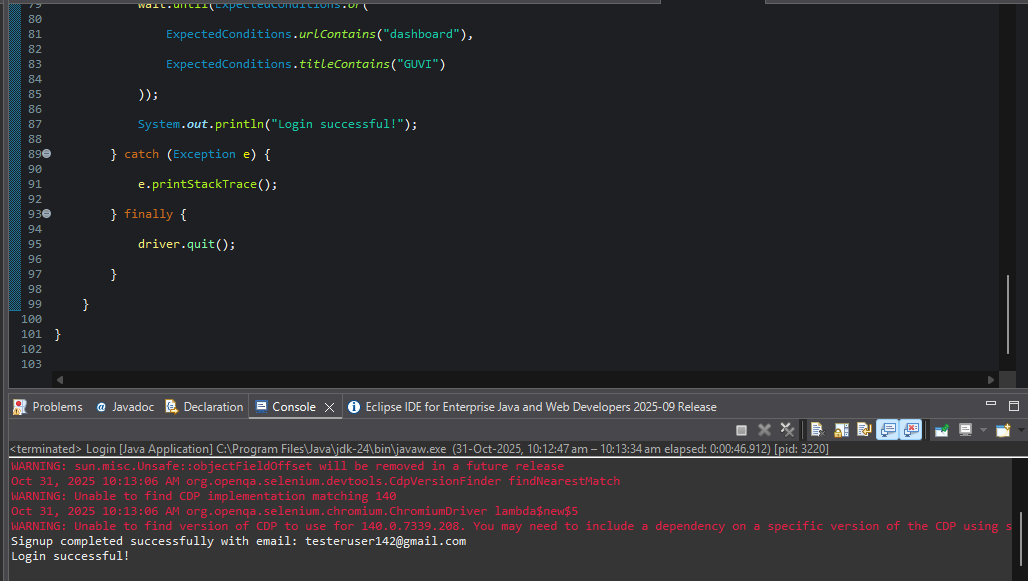 79 wait.until(ExpectedConditions.or(
80
81 ExpectedConditions.urlContains("dashboard"),
82
83 ExpectedConditions.titleContains("GUVI")
84
85 ));
86
87 System.out.println("Login successful!");
88
89 } catch (Exception e) {
90
91 e.printStackTrace();
92
93 } finally {
94
95 driver.quit();
96
97 }
98
99 }
100
101 }
102
103
Problems @ Javadoc Declaration Console Eclipse IDE for Enterprise Java and Web Developers 2025-09 Release
<terminated> Login [Java Application] C:\Program Files\Java\jdk-24\bin\javaw.exe (31-Oct-2025, 10:12:47 am – 10:13:34 am elapsed: 0:00:46.912) [pid: 3220]
WARNING: sun.misc.Unsafe::objectFieldOffset will be removed in a future release
Oct 31, 2025 10:13:06 AM org.openqa.selenium.devtools.CdpVersionFinder findNearestMatch
WARNING: Unable to find CDP implementation matching 140
Oct 31, 2025 10:13:06 AM org.openqa.selenium.chromium.ChromiumDriver lambda$new$5
WARNING: Unable to find version of CDP to use for 140.0.7339.208. You may need to include a dependency on a specific version of the CDP using s
Signup completed successfully with email: testeruser142@gmail.com
Login successful!